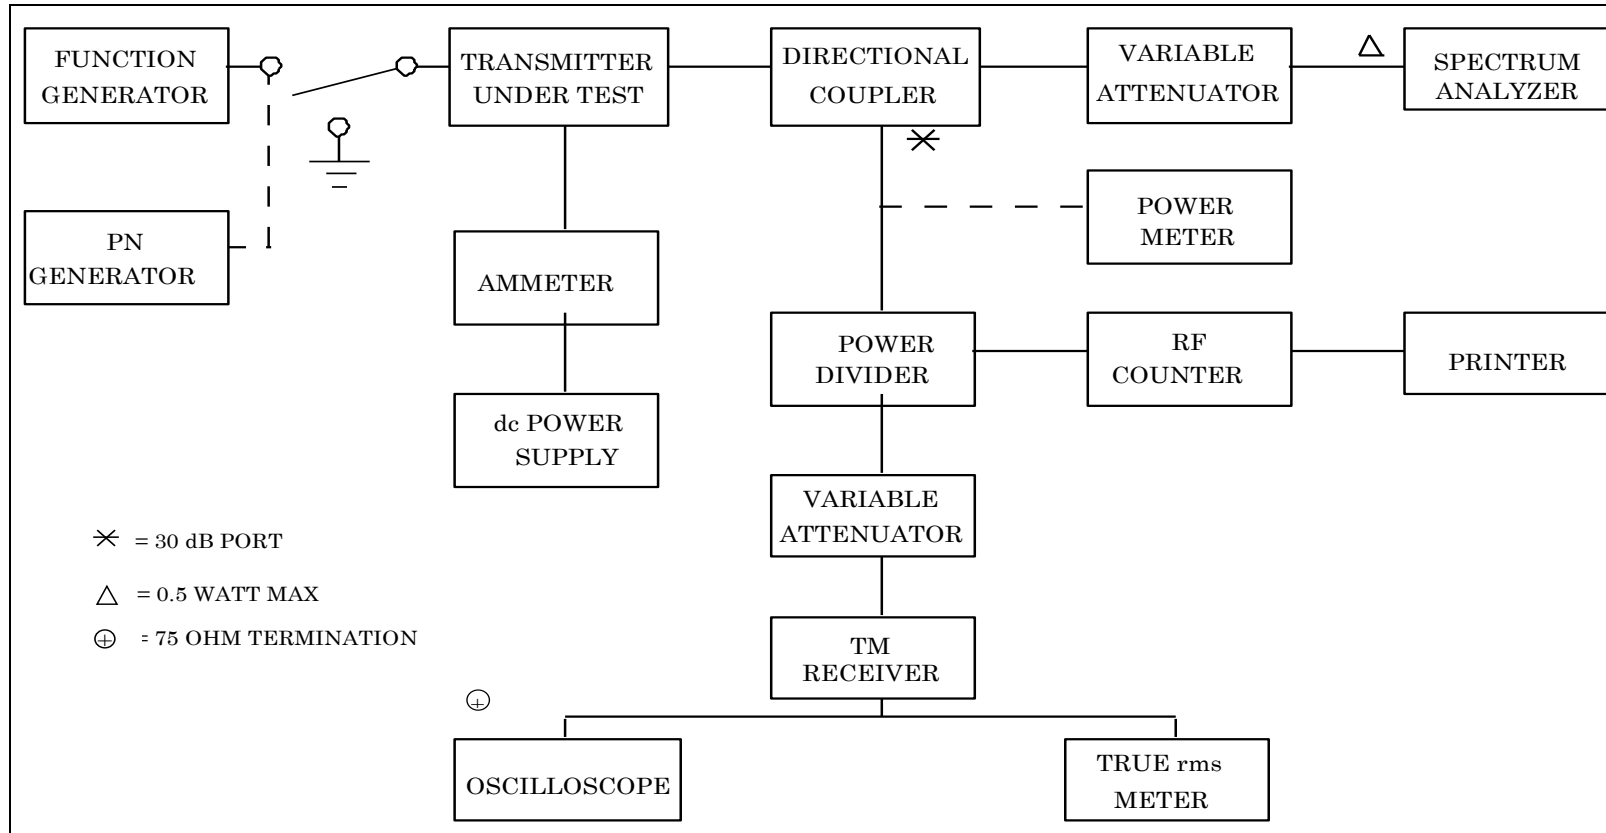 FUNCTION
GENERATOR
TRANSMITTER
UNDER TEST
DIRECTIONAL
COUPLER
VARIABLE
ATTENUATOR
SPECTRUM
ANALYZER
PN
GENERATOR
AMMETER
POWER
METER
POWER
DIVIDER
RF
COUNTER
PRINTER
dc POWER
SUPPLY
VARIABLE
ATTENUATOR
= 30 dB PORT
= 0.5 WATT MAX
= 75 OHM TERMINATION
TM
RECEIVER
OSCILLOSCOPE
TRUE rms
METER